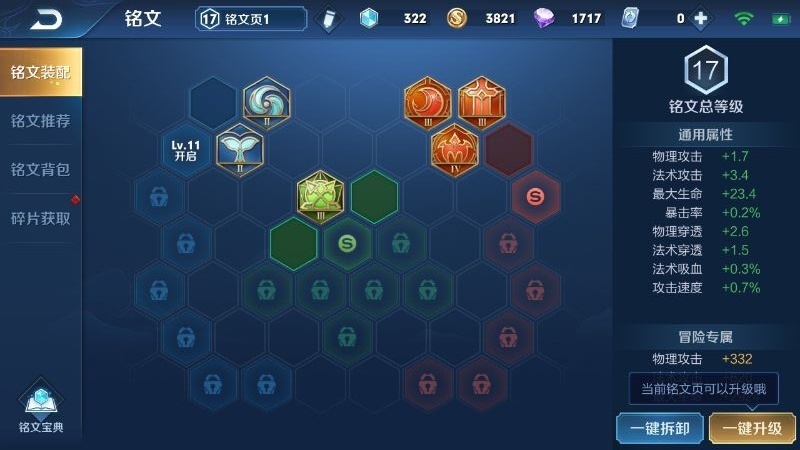 铭文
17
铭文页1
322
3821
1717
0
铭文装配
铭文推荐
铭文背包
碎片获取
铭文宝典
II
III
III
Lv.11
开启
II
IV
III
S
S
17
铭文总等级
通用属性
物理攻击 +1.7
法术攻击 +3.4
最大生命 +23.4
暴击率 +0.2%
物理穿透 +2.6
法术穿透 +1.5
法术吸血 +0.3%
攻击速度 +0.7%
冒险专属
物理攻击 +332
当前铭文页可以升级哦
一键拆卸
一键升级